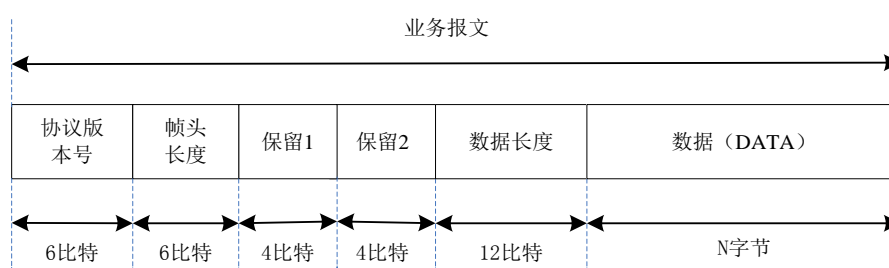 业务报文
协议版
本号
帧头
长度
保留1
保留2
数据长度
数据（DATA）
6比特
6比特
4比特
4比特
12比特
N字节